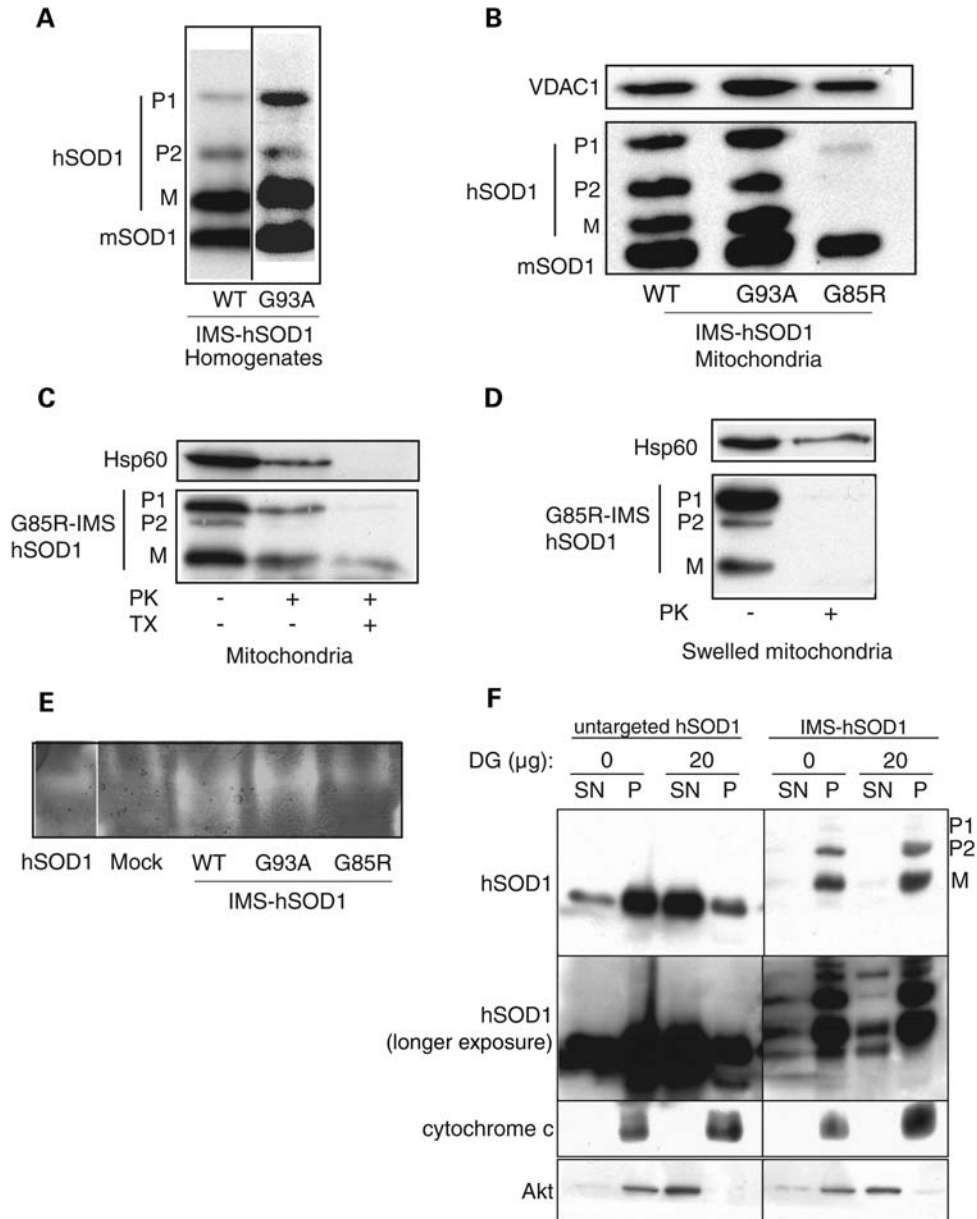 A
P1
hSOD1
P2
M
mSOD1
WT G93A
IMS-hSOD1
Homogenates
B
VDAC1
P1
hSOD1
P2
M
mSOD1
WT G93A G85R
IMS-hSOD1
Mitochondria
C
Hsp60
P1
G85R-IMS P2
hSOD1
M
PK - + +
TX - - +
Mitochondria
D
Hsp60
P1
G85R-IMS P2
hSOD1
M
PK - +
Swelled mitochondria
E
hSOD1 Mock WT G93A G85R
IMS-hSOD1
F
untargeted hSOD1 IMS-hSOD1
DG (µg): 0 20 0 20
SN P SN P SN P SN P
P1
P2
hSOD1 M
hSOD1
(longer exposure)
cytochrome c
Akt